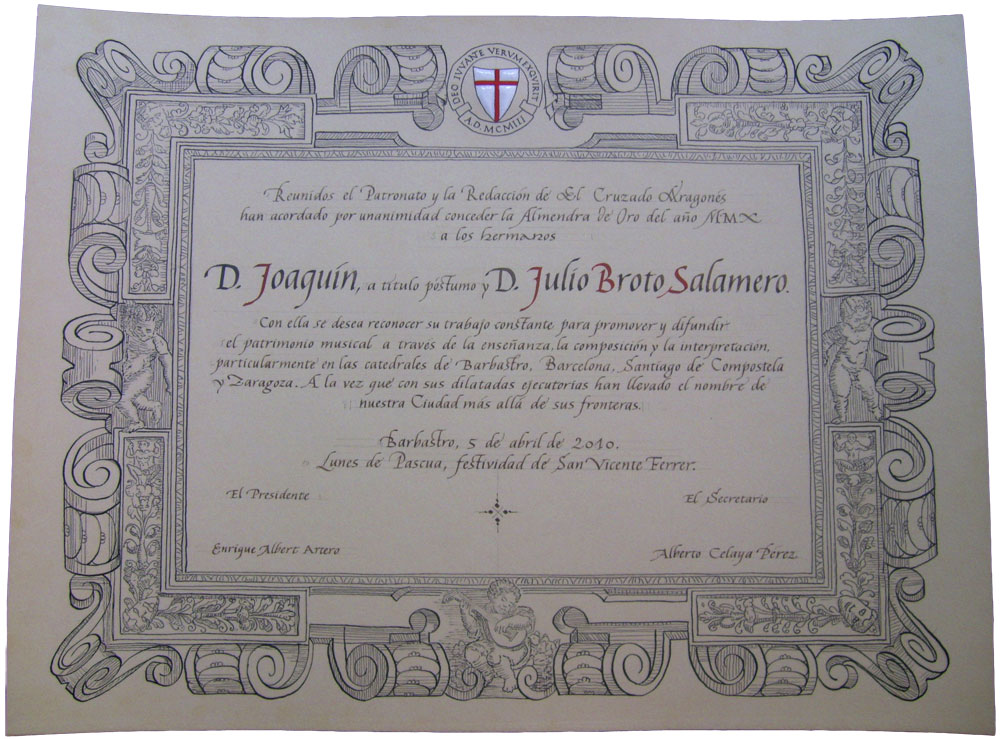 DEO IUVANTE VERVM EXQUIRIT
A.D. MCMIII
Reunidos el Patronato y la Redacción de El Cruzado Aragonés
han acordado por unanimidad conceder la Almendra de Oro del año MMX
a los hermanos
D. Joaquín, a título póstumo y D. Julio Broto Salamero.
Con ella se desea reconocer su trabajo constante para promover y difundir
el patrimonio musical a través de la enseñanza, la composición y la interpretación,
particularmente en las catedrales de Barbastro, Barcelona, Santiago de Compostela
y Zaragoza. A la vez que con sus dilatadas ejecutorias han llevado el nombre de
nuestra Ciudad más allá de sus fronteras.
Barbastro, 5 de abril de 2010.
Lunes de Pascua, festividad de San Vicente Ferrer.
El Presidente
El Secretario
Enrique Albert Artero
Alberto Celaya Pérez